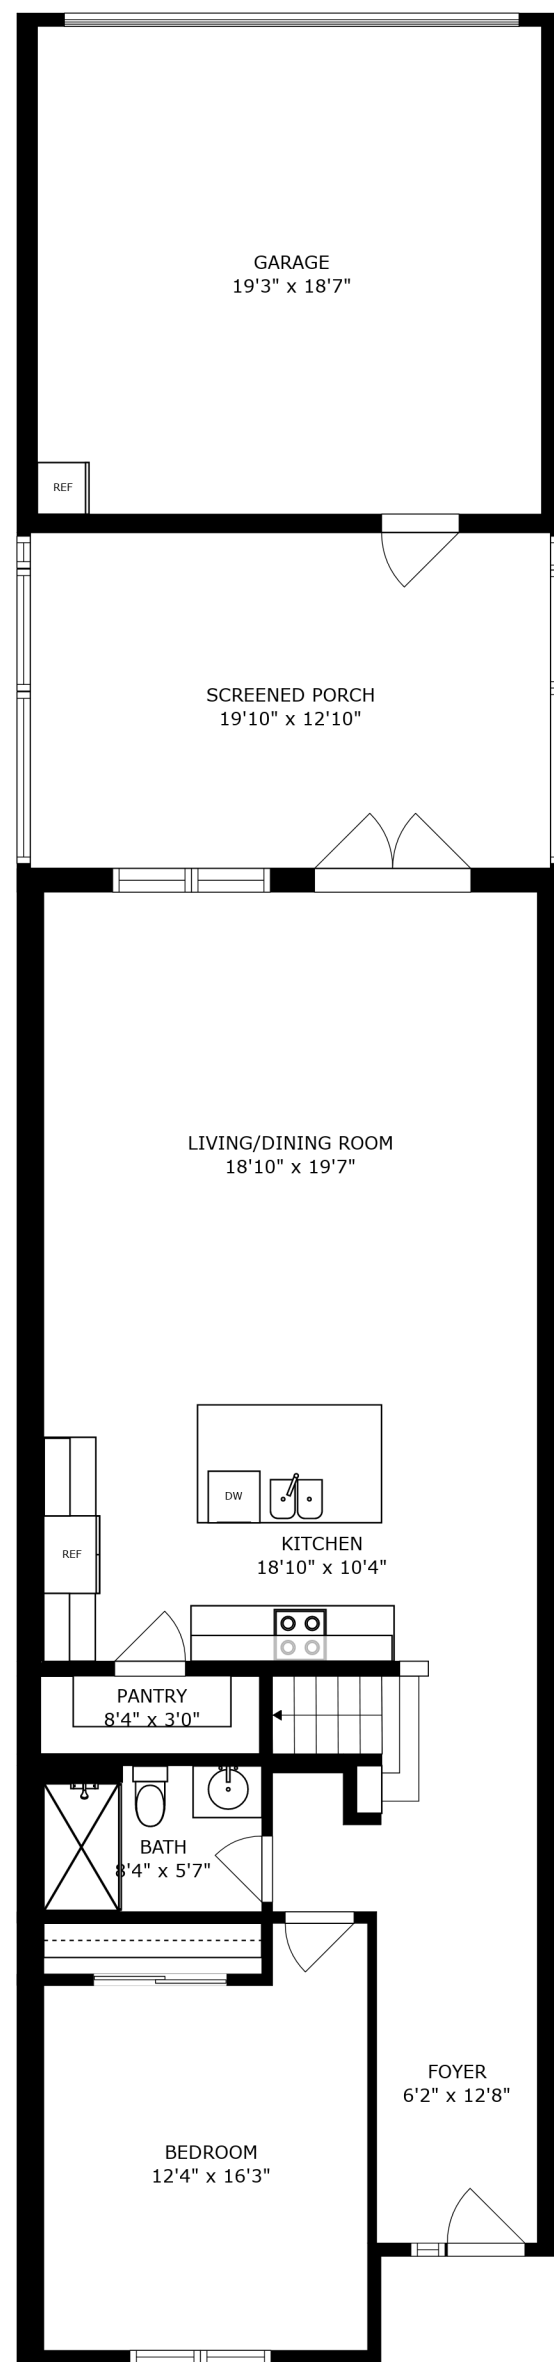 GARAGE
19'3" x 18'7"
REF
SCREENED PORCH
19'10" x 12'10"
LIVING/DINING ROOM
18'10" x 19'7"
DW
KITCHEN
18'10" x 10'4"
REF
PANTRY
8'4" x 3'0"
BATH
8'4" x 5'7"
FOYER
6'2" x 12'8"
BEDROOM
12'4" x 16'3"